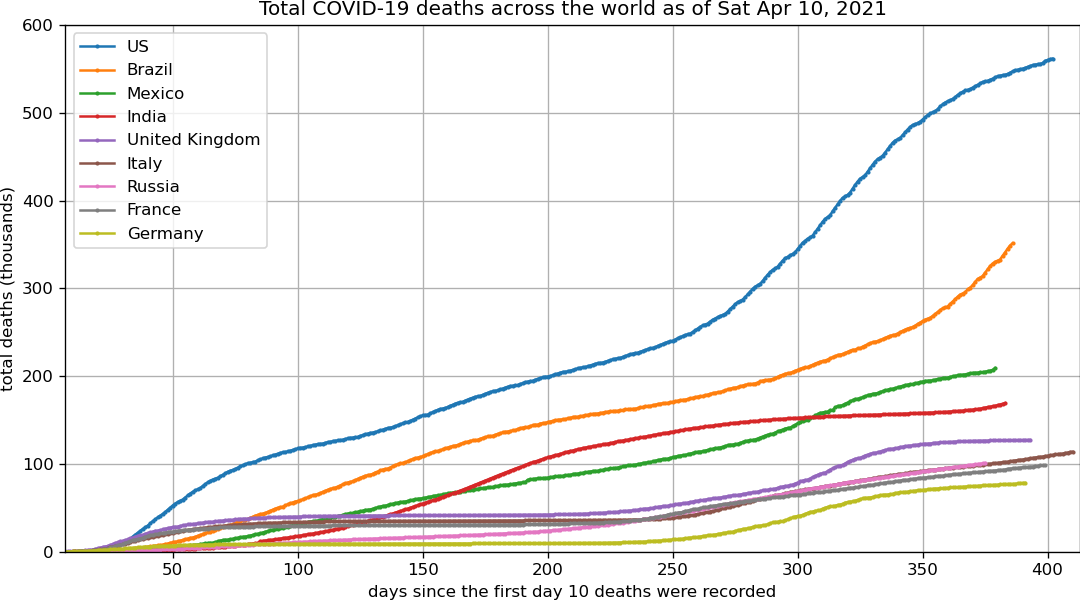 Total COVID-19 deaths across the world as of Sat Apr 10, 2021
total deaths (thousands)
600
500
400
300
200
100
0
US
Brazil
Mexico
India
United Kingdom
Italy
Russia
France
Germany
50 100 150 200 250 300 350 400
days since the first day 10 deaths were recorded